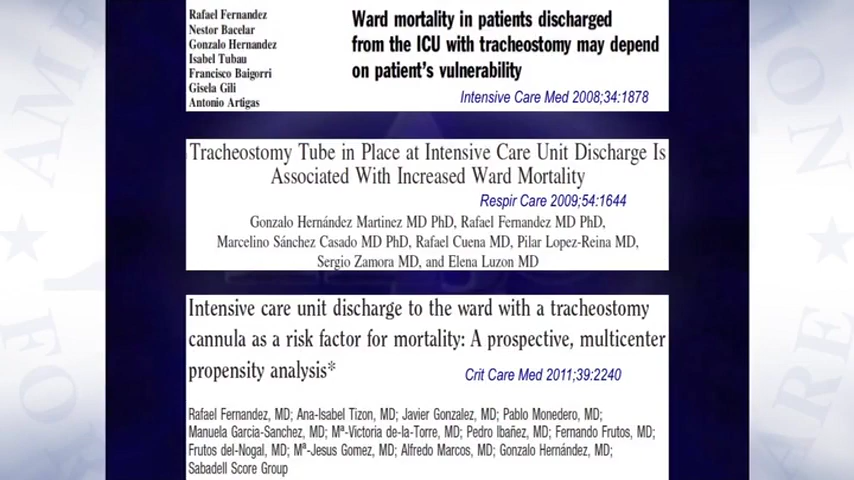 Rafael Fernandez
Nestor Bacelar
Gonzalo Hernandez
Isabel Tubau
Francisco Baigorri
Gisela Gili
Antonio Artigas
Ward mortality in patients discharged
from the ICU with tracheostomy may depend
on patient's vulnerability
Intensive Care Med 2008;34:1878
Tracheostomy Tube in Place at Intensive Care Unit Discharge Is
Associated With Increased Ward Mortality
Respir Care 2009;54:1644
Gonzalo Hernández Martinez MD PhD, Rafael Fernandez MD PhD,
Marcelino Sánchez Casado MD PhD, Rafael Cuena MD, Pilar Lopez-Reina MD,
Sergio Zamora MD, and Elena Luzon MD
Intensive care unit discharge to the ward with a tracheostomy
cannula as a risk factor for mortality: A prospective, multicenter
propensity analysis*
Crit Care Med 2011;39:2240
Rafael Fernandez, MD; Ana-Isabel Tizon, MD; Javier Gonzalez, MD; Pablo Monedero, MD;
Manuela Garcia-Sanchez, MD; Mª-Victoria de-la-Torre, MD; Pedro Ibañez, MD; Fernando Frutos, MD;
Frutos del-Nogal, MD; Mª-Jesus Gomez, MD; Alfredo Marcos, MD; Gonzalo Hernández, MD;
Sabadell Score Group